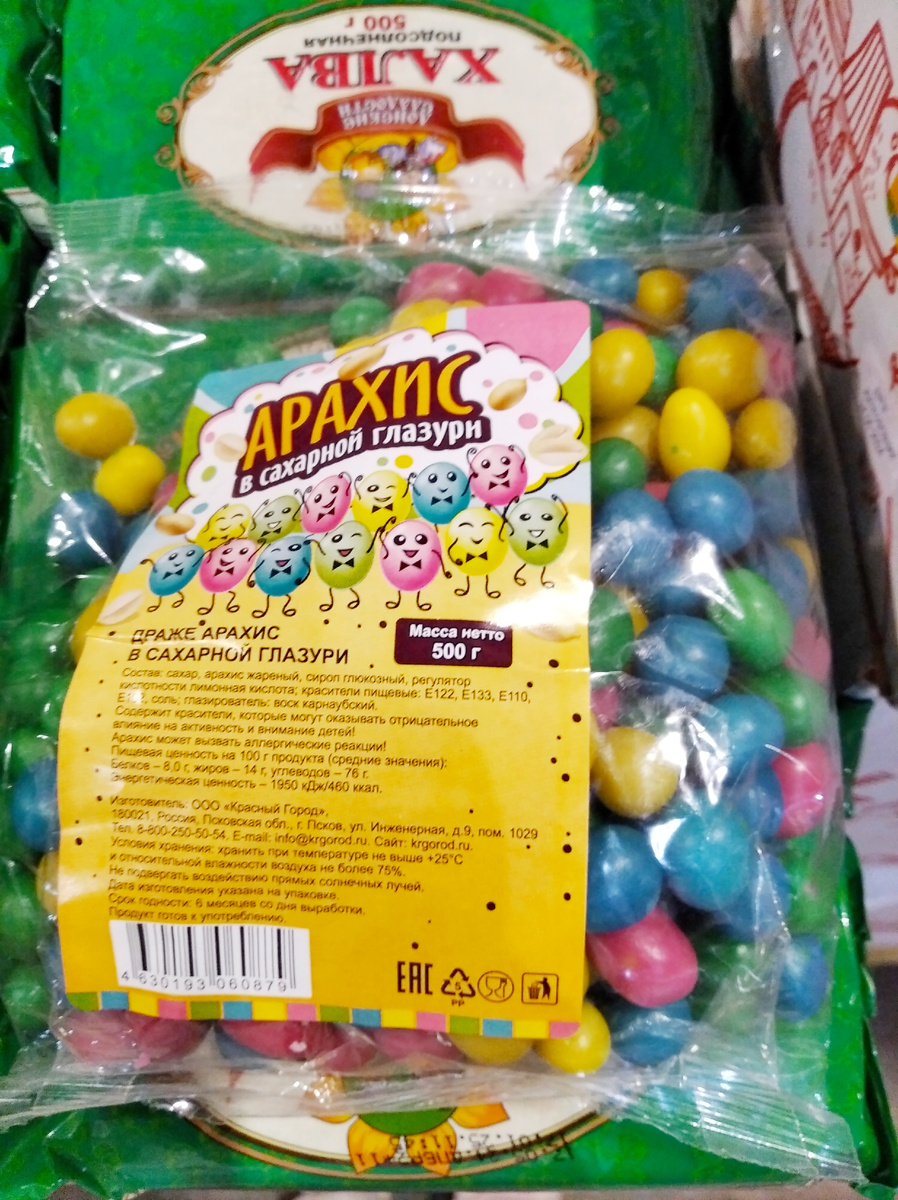 500 г
ПОДСОЛНЕЧНАЯ
ХАЛВА
Донские
сладости
АРАХИС
в сахарной глазури
ДРАЖЕ АРАХИС
В САХАРНОЙ ГЛАЗУРИ
Масса нетто
500 г
Состав: сахар, арахис жареный, сироп глюкозный, регулятор
кислотности лимонная кислота; красители пищевые: Е122, Е133, Е110,
соль; глазирователь: воск карнаубский.
Содержит красители, которые могут оказывать отрицательное
влияние на активность и внимание детей!
Арахис может вызвать аллергические реакции!
Пищевая ценность на 100 г продукта (средние значения):
Белков – 8,0 г, жиров – 14 г, углеводов – 76 г.
Энергетическая ценность – 1950 кДж/460 ккал.
Изготовитель: ООО «Красный Город»,
180021, Россия, Псковская обл., г. Псков, ул. Инженерная, д.9, пом. 1029
Тел. 8-800-250-50-54, E-mail: info@krgorod.ru. Сайт: krgorod.ru.
Условия хранения: хранить при температуре не выше +25°С
и относительной влажности воздуха не более 75%.
Не подвергать воздействию прямых солнечных лучей.
Дата изготовления указана на упаковке.
Срок годности: 6 месяцев со дня выработки.
Продукт готов к употреблению.
4 630193 060879
EAC
5
PP